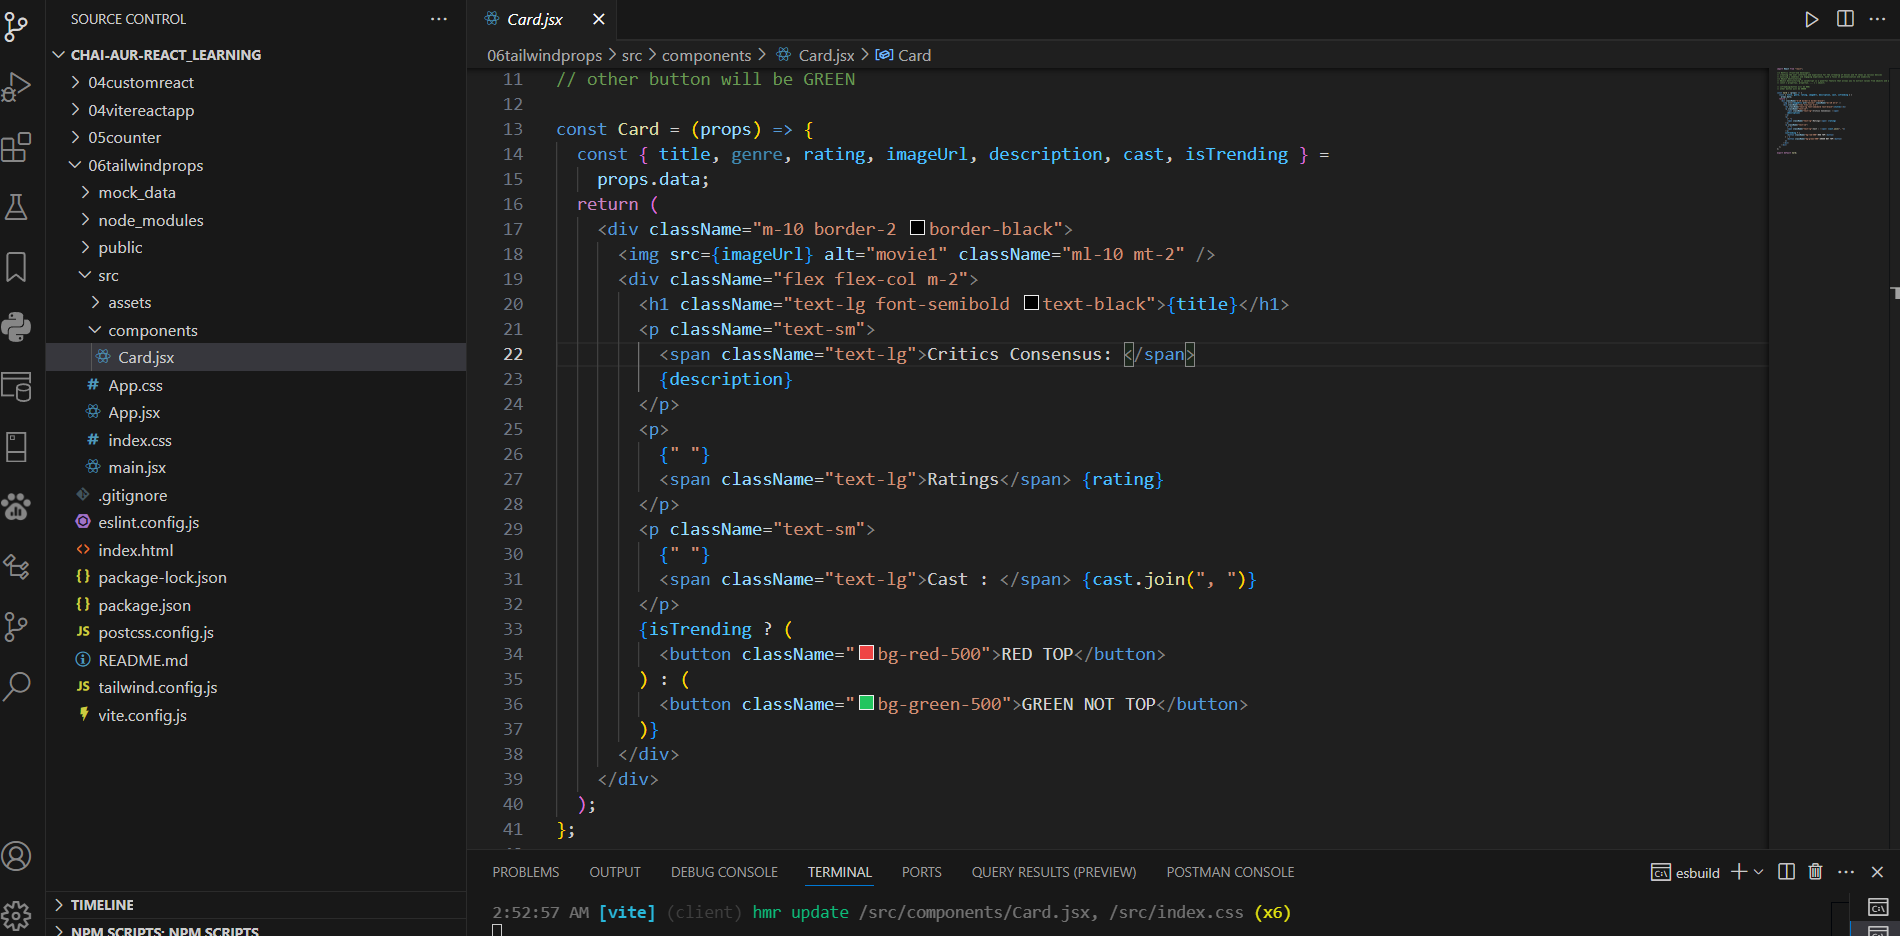 SOURCE CONTROL
CHAI-AUR-REACT_LEARNING
04customreact
04vitereactapp
05counter
06tailwindprops
mock_data
node_modules
public
src
assets
components
Card.jsx
# App.css
App.jsx
# index.css
main.jsx
.gitignore
eslint.config.js
<> index.html
{} package-lock.json
{} package.json
JS postcss.config.js
README.md
JS tailwind.config.js
vite.config.js
TIMELINE
NPM SCRIPTS: NPM SCRIPTS
Card.jsx
06tailwindprops > src > components > Card.jsx > Card
11 // other button will be GREEN
12
13 const Card = (props) => {
14 const { title, genre, rating, imageUrl, description, cast, isTrending } =
15 props.data;
16 return (
17 <div className="m-10 border-2 border-black">
18 <img src={imageUrl} alt="movie1" className="ml-10 mt-2" />
19 <div className="flex flex-col m-2">
20 <h1 className="text-lg font-semibold text-black">{title}</h1>
21 <p className="text-sm">
22 <span className="text-lg">Critics Consensus: </span>
23 {description}
24 </p>
25 <p>
26 {" "}
27 <span className="text-lg">Ratings</span> {rating}
28 </p>
29 <p className="text-sm">
30 {" "}
31 <span className="text-lg">Cast : </span> {cast.join(", ")}
32 </p>
33 {isTrending ? (
34 <button className="bg-red-500">RED TOP</button>
35 ) : (
36 <button className="bg-green-500">GREEN NOT TOP</button>
37 )}
38 </div>
39 </div>
40 );
41 };
PROBLEMS OUTPUT DEBUG CONSOLE TERMINAL PORTS QUERY RESULTS (PREVIEW) POSTMAN CONSOLE
esbuild
2:52:57 AM [vite] (client) hmr update /src/components/Card.jsx, /src/index.css (x6)